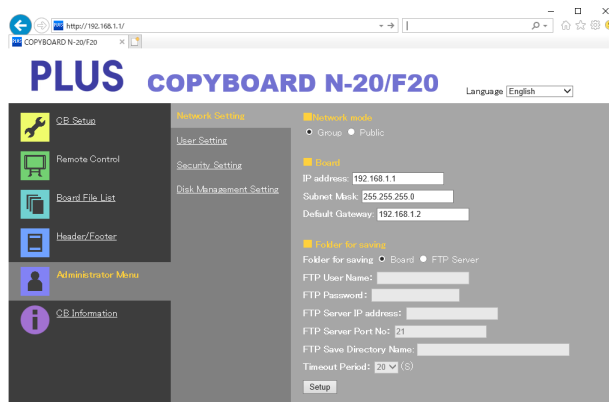 http://192.168.1.1/
COPYBOARD N-20/F20
PLUS COPYBOARD N-20/F20
Language English
CB Setup
Remote Control
Board File List
Header/Footer
Administrator Menu
CB Information
Network Setting
User Setting
Security Setting
Disk Management Setting
■Network mode
Group Public
■ Board
IP address: 192.168.1.1
Subnet Mask: 255.255.255.0
Default Gateway: 192.168.1.2
■ Folder for saving
Folder for saving Board FTP Server
FTP User Name:
FTP Password:
FTP Server IP address:
FTP Server Port No: 21
FTP Save Directory Name:
Timeout Period: 20 (S)
Setup